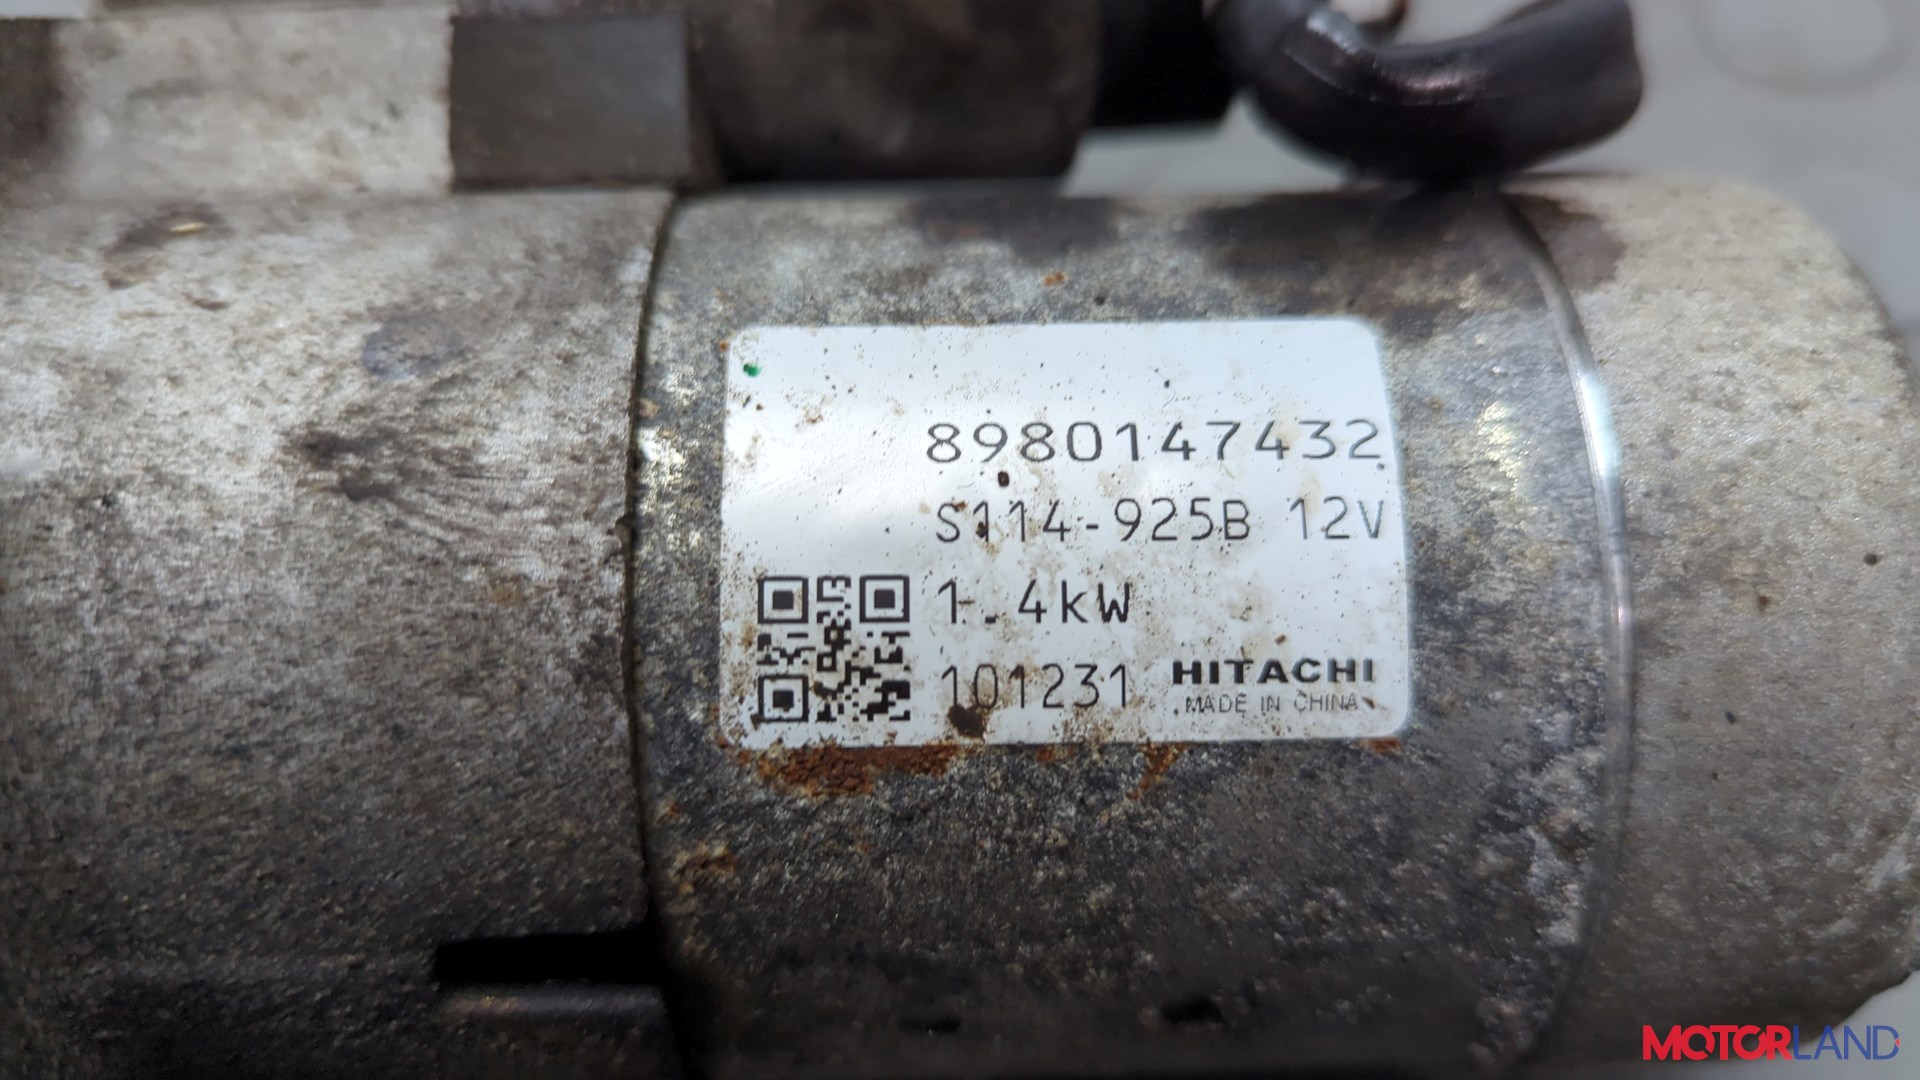 8980147432
S114-925B 12V
1.4kW
101231 HITACHI
MADE IN CHINA
MOTORLAND